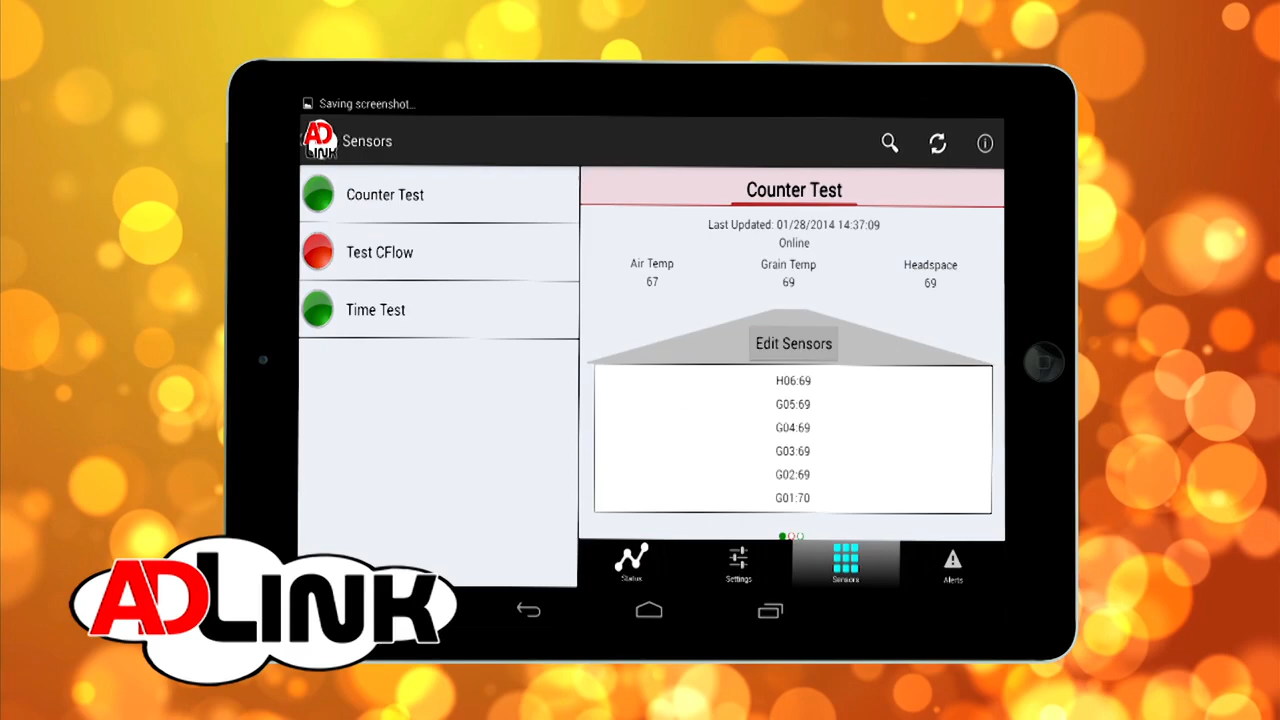 Saving screenshot...
AD LINK
Sensors
Counter Test
Test CFlow
Time Test
Counter Test
Last Updated: 01/28/2014 14:37:09
Online
Air Temp Grain Temp Headspace
67 69 69
Edit Sensors
H06:69
G05:69
G04:69
G03:69
G02:69
G01:70
Status Settings Sensors Alerts
ADLINK